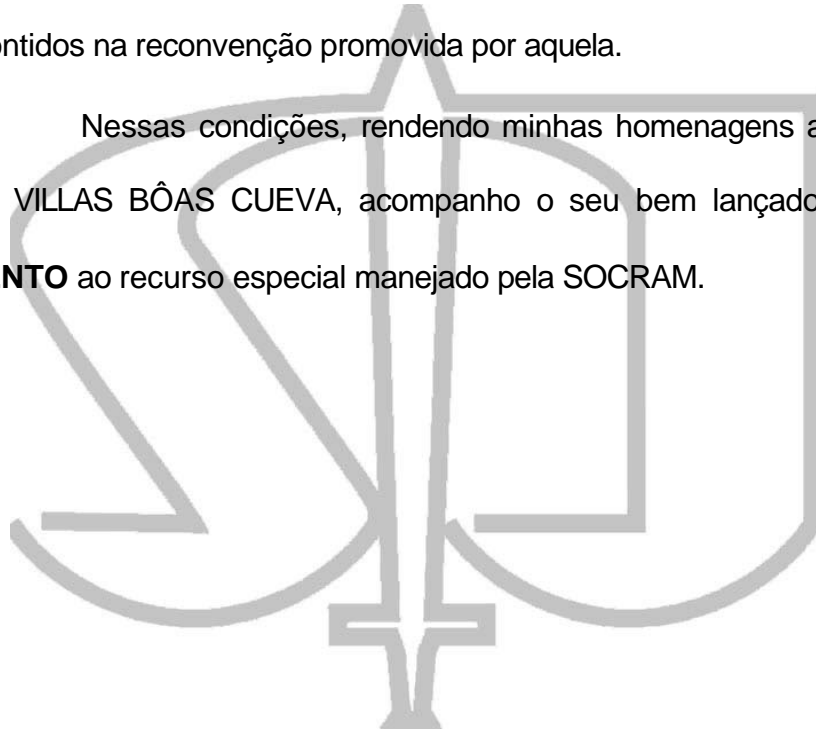 ontidos na reconvenção promovida por aquela.
Nessas condições, rendendo minhas homenagens a
VILLAS BÔAS CUEVA, acompanho o seu bem lançado
ENTO ao recurso especial manejado pela SOCRAM.